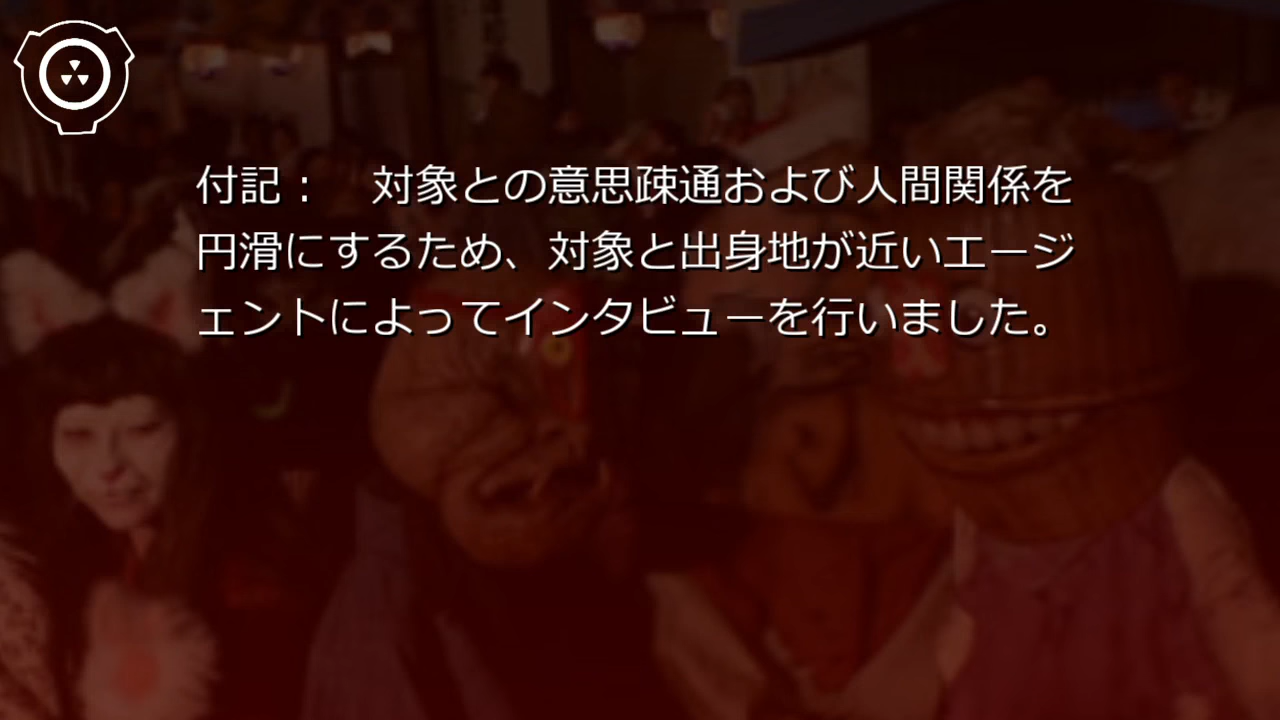 付記：　対象との意思疎通および人間関係を
円滑にするため、対象と出身地が近いエージ
ェントによってインタビューを行いました。